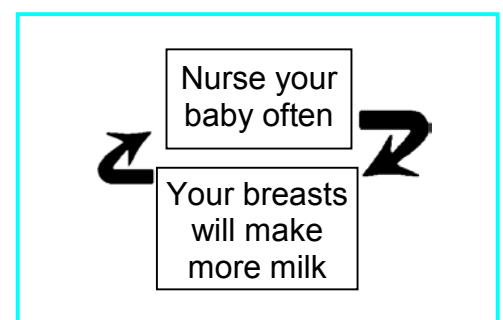 Nurse your
baby often
Your breasts
will make
more milk